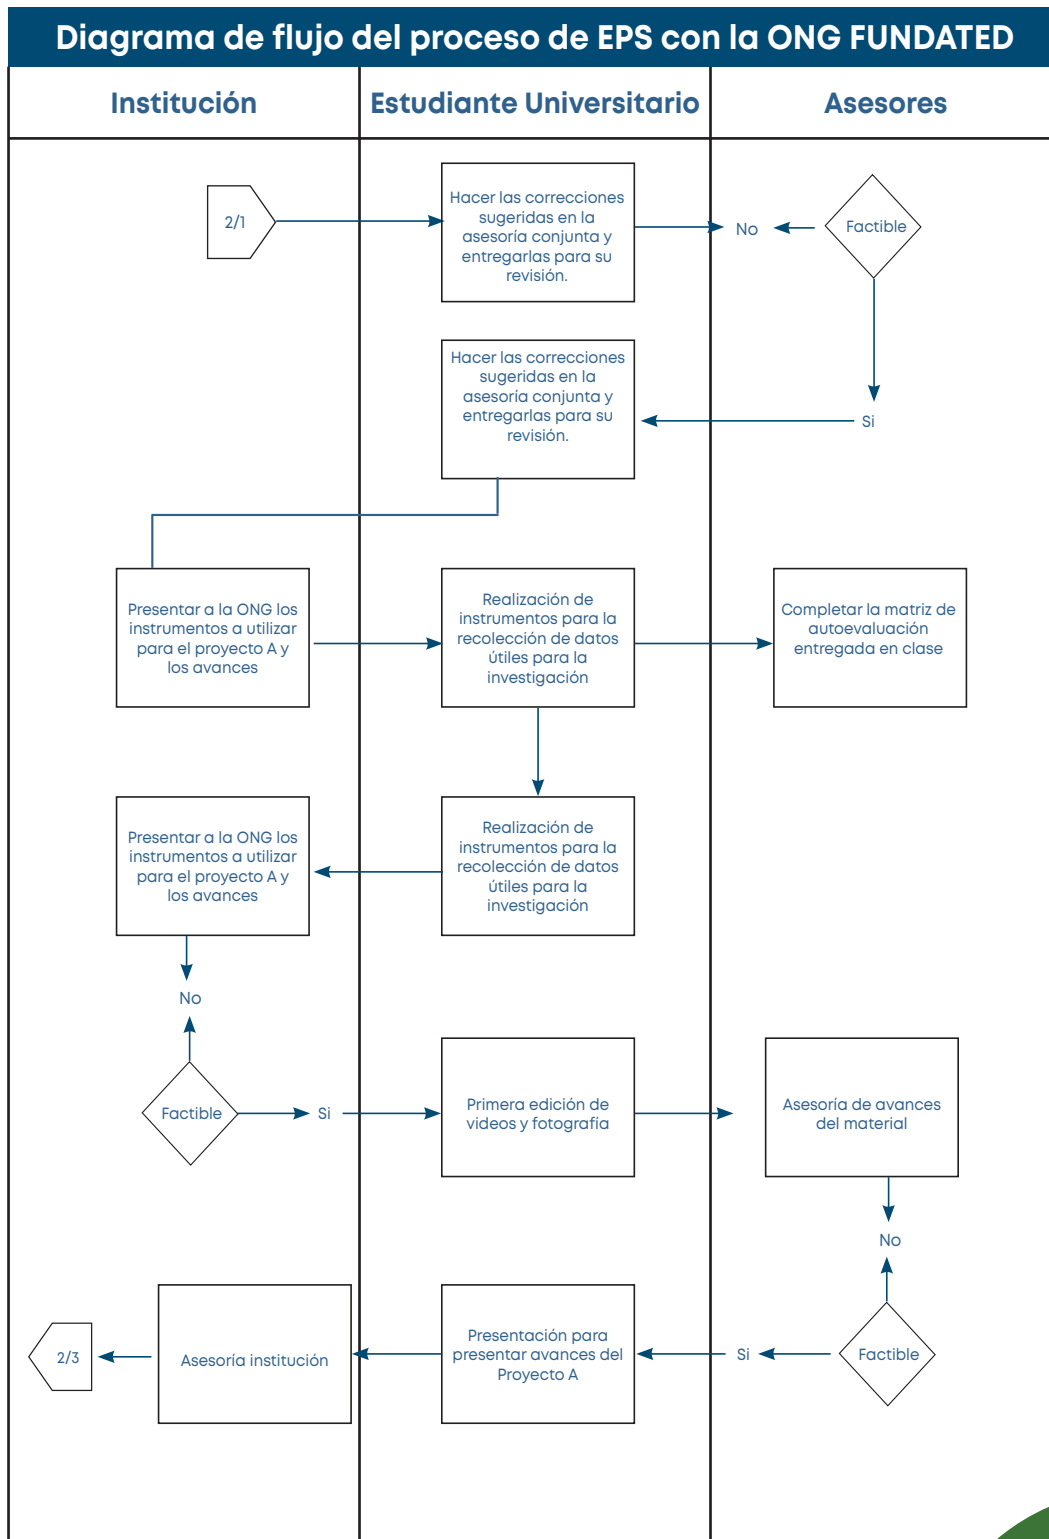 Diagrama de flujo del proceso de EPS con la ONG FUNDATED
Institución
Estudiante Universitario
Asesores
2/1
Hacer las correcciones
sugeridas en la
asesoría conjunta y
entregarlas para su
revisión.
No
Factible
Hacer las correcciones
sugeridas en la
asesoría conjunta y
entregarlas para su
revisión.
Si
Presentar a la ONG los
instrumentos a utilizar
para el proyecto A y
los avances
Realización de
instrumentos para la
recolección de datos
útiles para la
investigación
Completar la matriz de
autoevaluación
entregada en clase
Presentar a la ONG los
instrumentos a utilizar
para el proyecto A y
los avances
Realización de
instrumentos para la
recolección de datos
útiles para la
investigación
No
Factible
Si
Primera edición de
videos y fotografía
Asesoría de avances
del material
No
2/3
Asesoría institución
Presentación para
presentar avances del
Proyecto A
Si
Factible